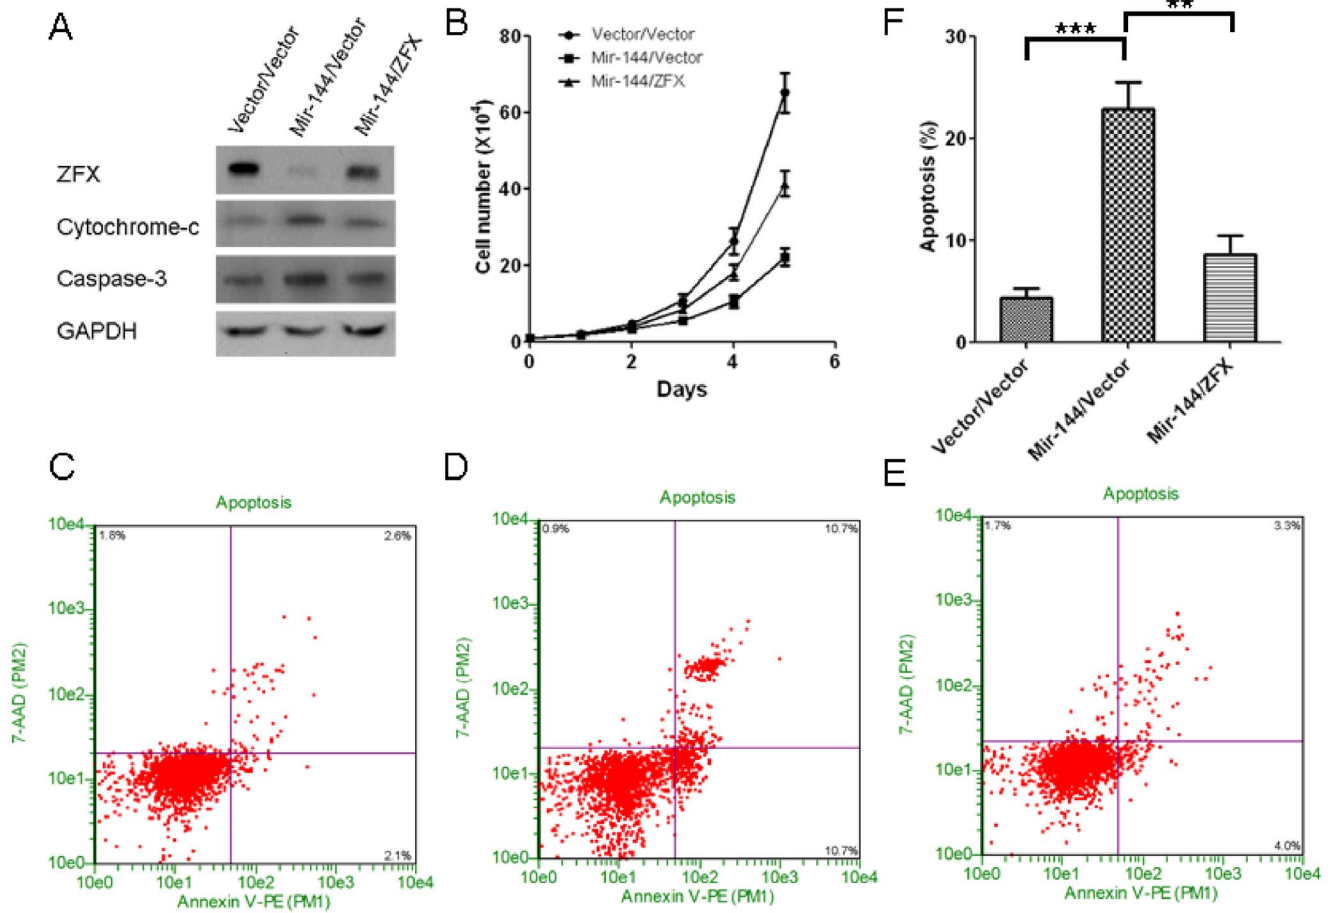 A
Vector/Vector
Mir-144/Vector
Mir-144/ZFX
ZFX
Cytochrome-c
Caspase-3
GAPDH
B
80
60
40
20
0
Cell number (X10⁴)
Vector/Vector
Mir-144/Vector
Mir-144/ZFX
0 2 4 6
Days
F
30
20
10
0
Apoptosis (%)
*** **
Vector/Vector
Mir-144/Vector
Mir-144/ZFX
C
Apoptosis
10e4
10e3
10e2
10e1
10e0
7-AAD (PM2)
1.8% 2.6%
2.1%
10e0 10e1 10e2 10e3 10e4
Annexin V-PE (PM1)
D
Apoptosis
10e4
10e3
10e2
10e1
10e0
7-AAD (PM2)
0.9% 10.7%
10.7%
10e0 10e1 10e2 10e3 10e4
Annexin V-PE (PM1)
E
Apoptosis
10e4
10e3
10e2
10e1
10e0
7-AAD (PM2)
1.7% 3.3%
4.0%
10e0 10e1 10e2 10e3 10e4
Annexin V-PE (PM1)